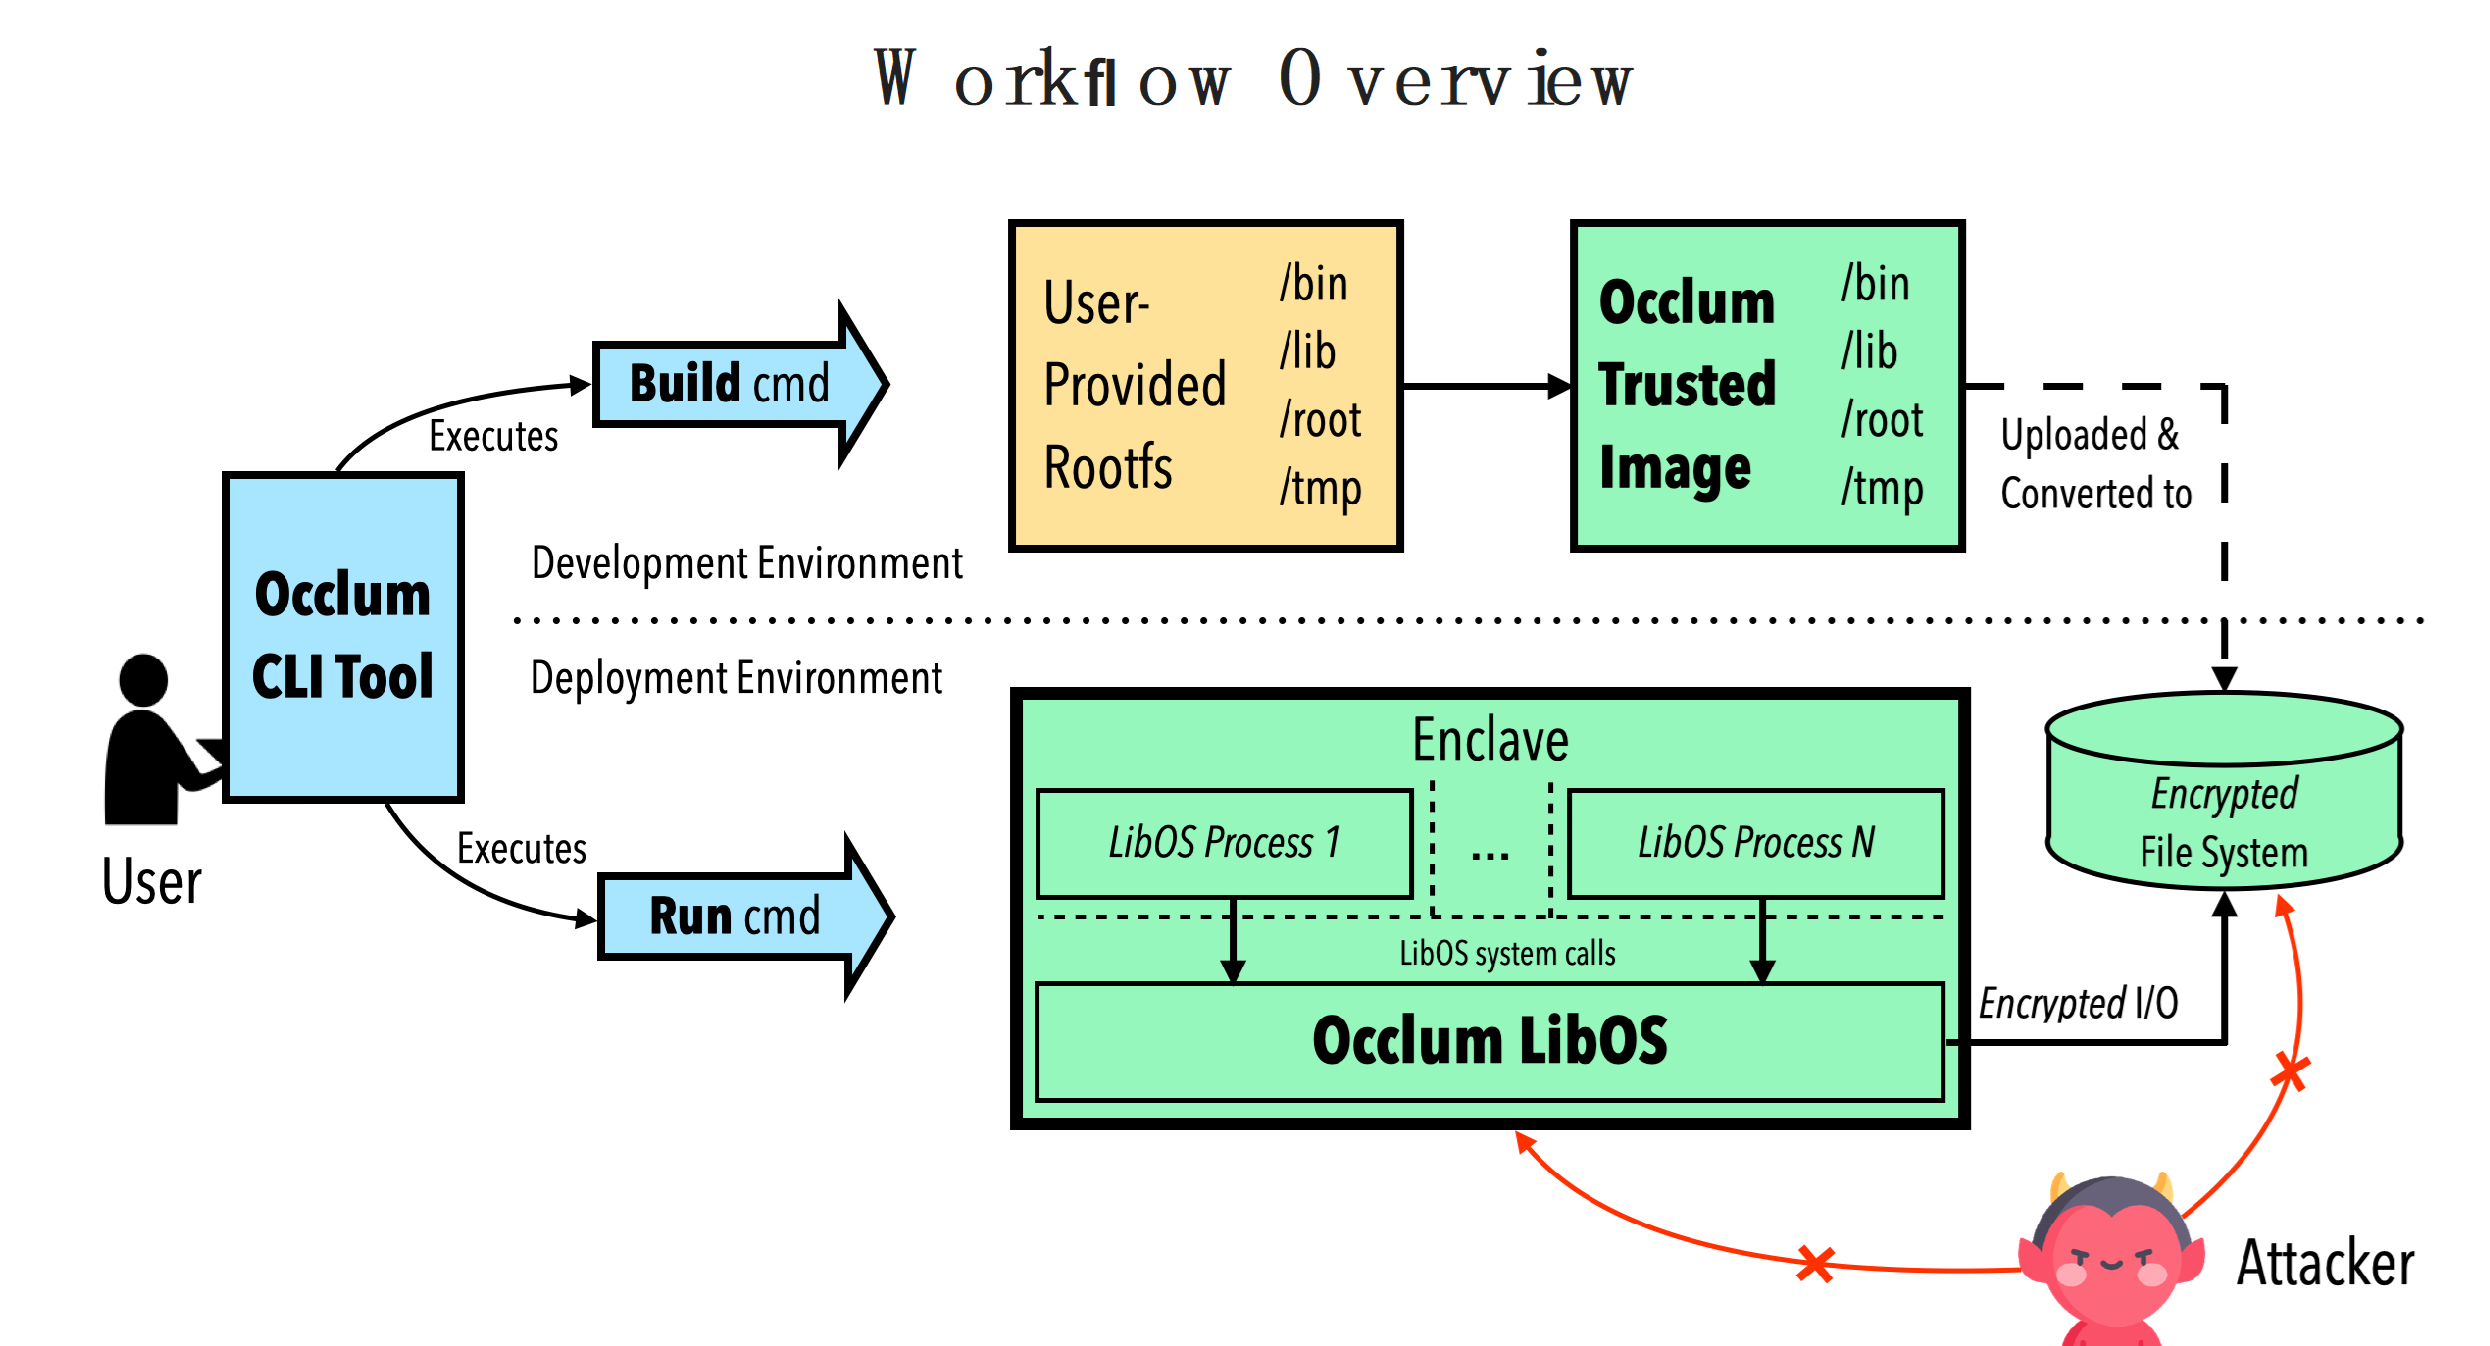 Workflow Overview
Build cmd
Executes
User-
Provided
Rootfs
/bin
/lib
/root
/tmp
Occlum
Trusted
Image
/bin
/lib
/root
/tmp
Uploaded &
Converted to
Development Environment
Occlum
CLI Tool
User
Deployment Environment
Executes
Run cmd
Enclave
LibOS Process 1
...
LibOS Process N
LibOS system calls
Occlum LibOS
Encrypted
File System
Encrypted I/O
Attacker